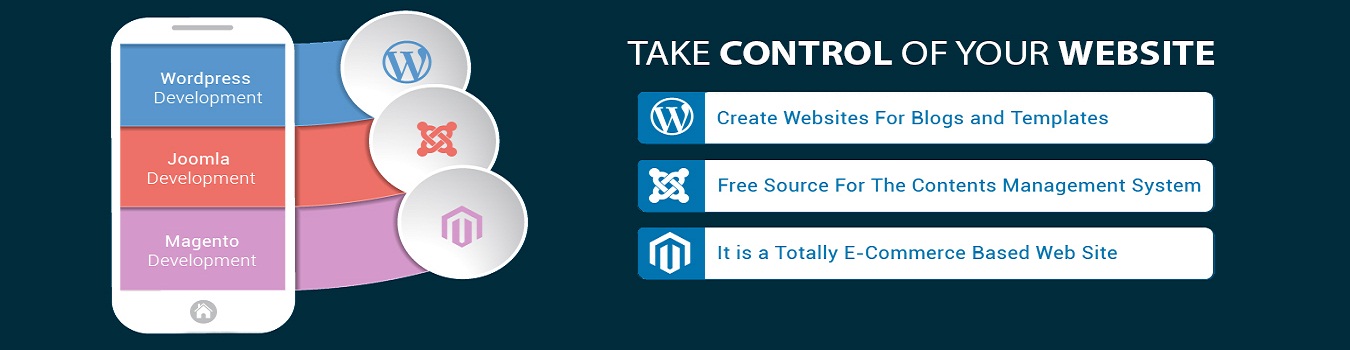 Wordpress
Development
Joomla
Development
Magento
Development
TAKE CONTROL OF YOUR WEBSITE
Create Websites For Blogs and Templates
Free Source For The Contents Management System
It is a Totally E-Commerce Based Web Site